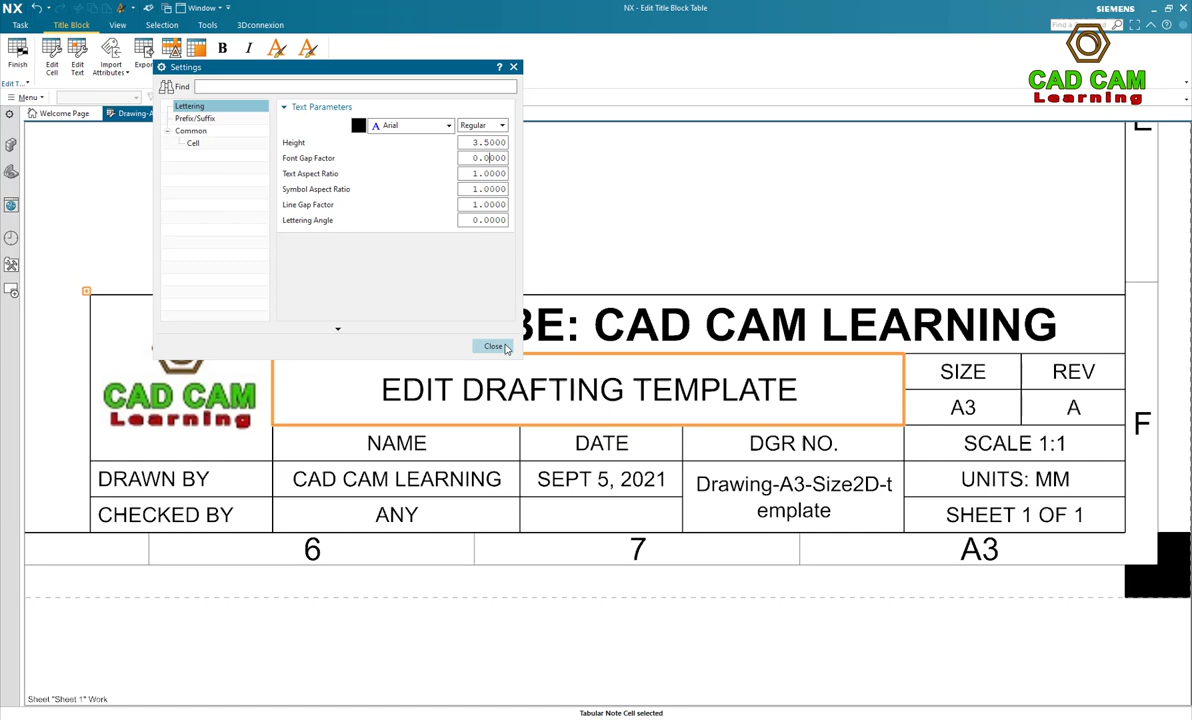 NX
Window
NX - Edit Title Block Table
SIEMENS
Task
Title Block
View
Selection
Tools
3Dconnexion
Find a
Finish
Edit Cell
Edit Text
Import Attributes
Expor
B
I
CAD CAM
Learning
Edit T...
Menu
Welcome Page
Drawing-A
Settings
Find
Lettering
Prefix/Suffix
Common
Cell
Text Parameters
Arial
Regular
Height 3.5000
Font Gap Factor 0.0000
Text Aspect Ratio 1.0000
Symbol Aspect Ratio 1.0000
Line Gap Factor 1.0000
Lettering Angle 0.0000
Close
BE: CAD CAM LEARNING
CAD CAM
Learning
EDIT DRAFTING TEMPLATE
SIZE
REV
A3
A
F
NAME
DATE
DGR NO.
SCALE 1:1
DRAWN BY
CAD CAM LEARNING
SEPT 5, 2021
Drawing-A3-Size2D-t
emplate
UNITS: MM
CHECKED BY
ANY
SHEET 1 OF 1
6
7
A3
Sheet "Sheet 1" Work
Tabular Note Cell selected